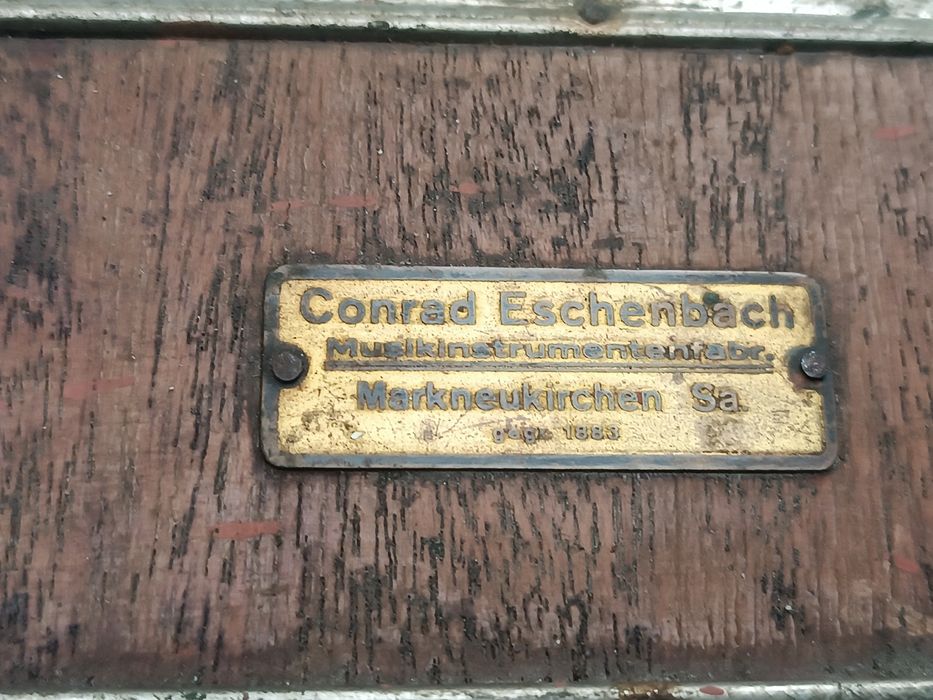 Conrad Eschenbach
Musikinstrumentenfabr.
Markneukirchen Sa.
gegr. 1883